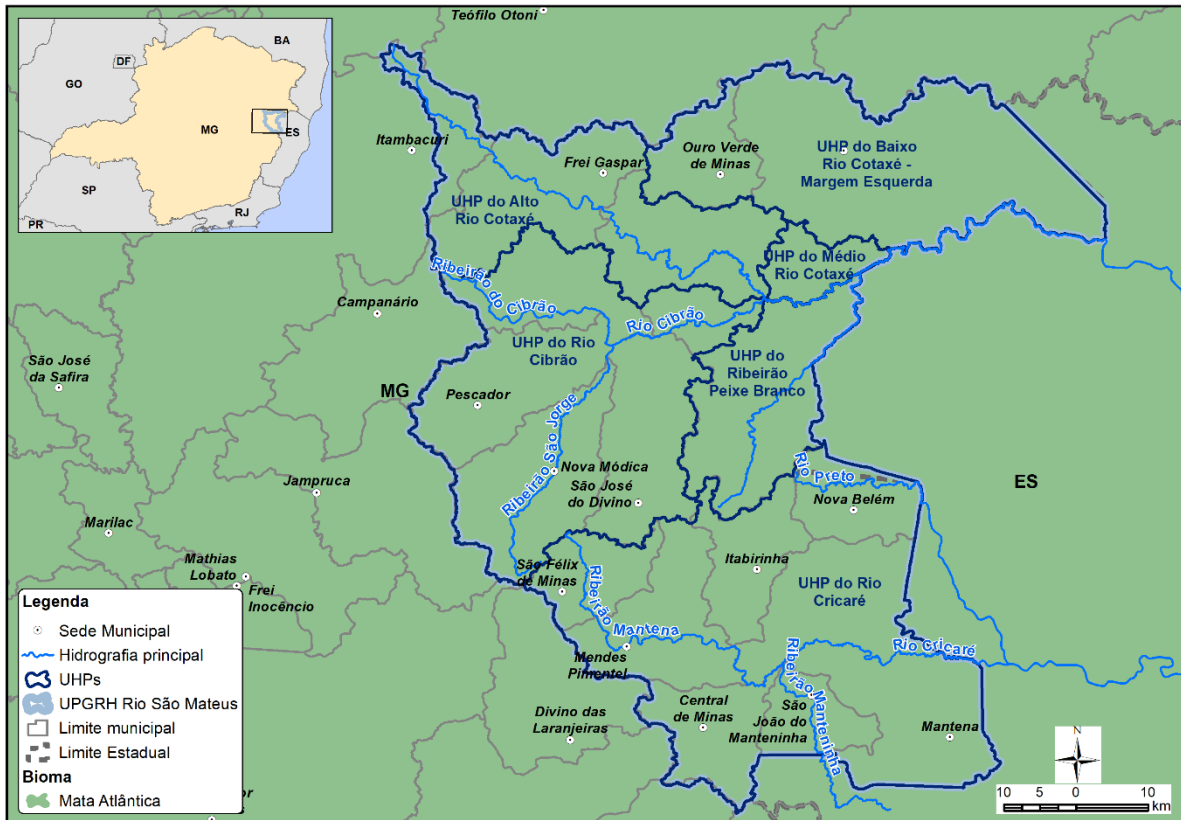 Teófilo Otoni
BA
DF
GO
MG
ES
SP
RJ
PR
Itambacuri
Frei Gaspar
Ouro Verde
de Minas
UHP do Baixo
Rio Cotaxé -
Margem Esquerda
UHP do Alto
Rio Cotaxé
UHP do Médio
Rio Cotaxé
Ribeirão do Cibrão
Campanário
Rio Cibrão
UHP do Rio
Cibrão
UHP do
Ribeirão
Peixe Branco
São José
da Safira
MG
Pescador
Ribeirão São Jorge
Nova Módica
São José
do Divino
Rio Preto
Nova Belém
ES
Jampruca
Marilac
Mathias
Lobato
Frei
Inocêncio
São Félix
de Minas
Itabirinha
UHP do Rio
Cricaré
Ribeirão Mantena
Rio Cricaré
Mendes
Pimentel
Ribeirão Manteninha
Divino das
Laranjeiras
Central
de Minas
São
João do
Manteninha
Mantena
Legenda
Sede Municipal
Hidrografia principal
UHPs
UPGRH Rio São Mateus
Limite municipal
Limite Estadual
Bioma
Mata Atlântica
N
10 5 0 10
km